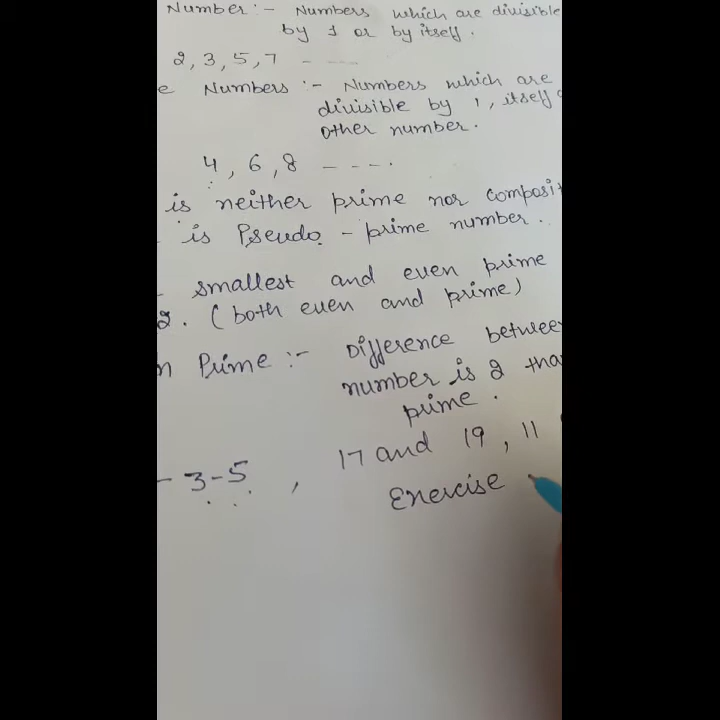 Number :- Numbers which are divisible
by 1 or by itself.
2, 3, 5, 7 - ----
e Numbers :- Numbers which are
divisible by 1, itself
other number.
4, 6, 8 - - - - .
is neither prime nor composit
is Pseudo - prime number.
- smallest and even prime
2. (both even and prime)
n Prime :- Difference between
number is 2 tha
prime.
- 3-5 , 17 and 19 , 11
Enercise